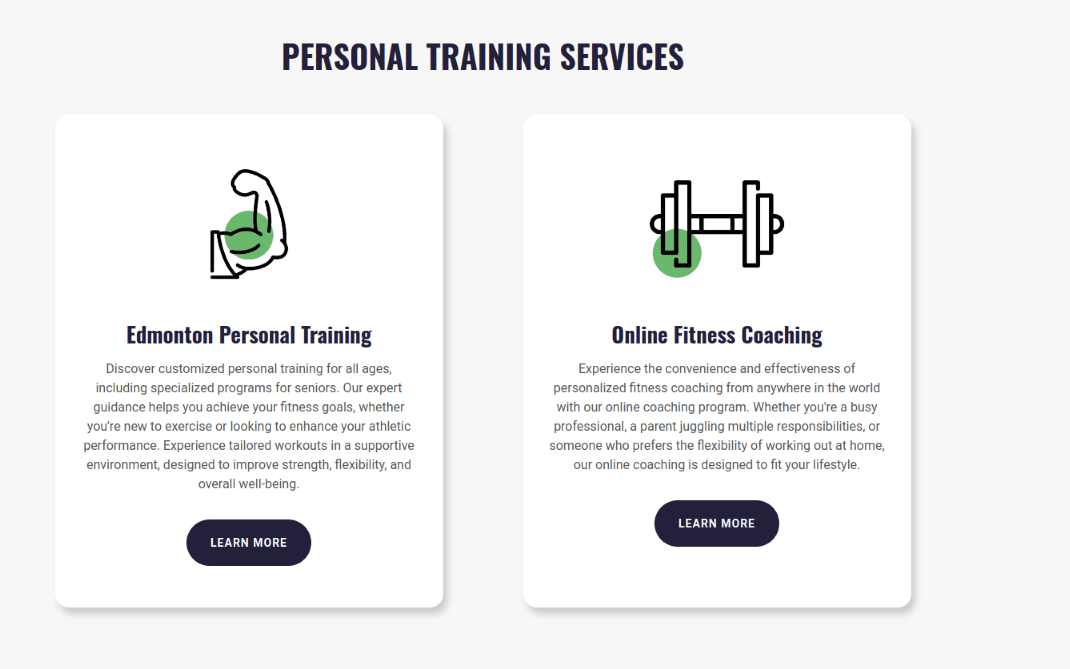 PERSONAL TRAINING SERVICES
Edmonton Personal Training
Discover customized personal training for all ages,
including specialized programs for seniors. Our expert
guidance helps you achieve your fitness goals, whether
you're new to exercise or looking to enhance your athletic
performance. Experience tailored workouts in a supportive
environment, designed to improve strength, flexibility, and
overall well-being.
LEARN MORE
Online Fitness Coaching
Experience the convenience and effectiveness of
personalized fitness coaching from anywhere in the world
with our online coaching program. Whether you're a busy
professional, a parent juggling multiple responsibilities, or
someone who prefers the flexibility of working out at home,
our online coaching is designed to fit your lifestyle.
LEARN MORE